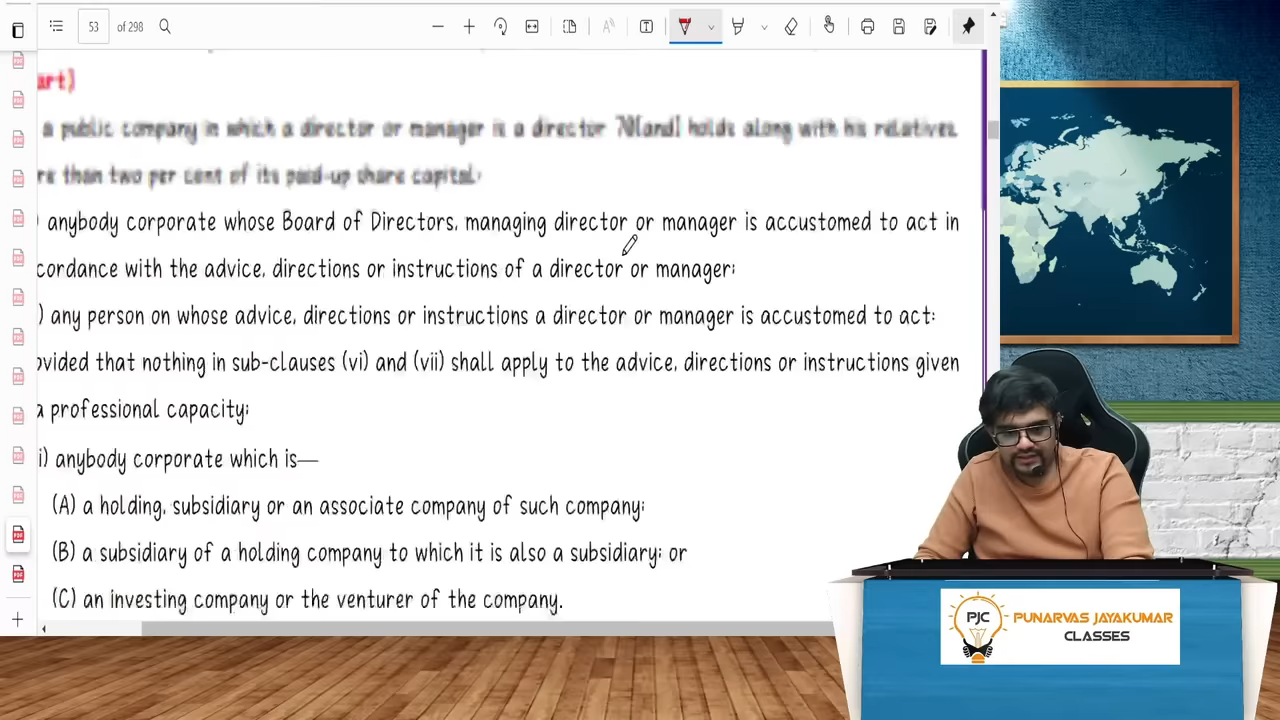 53 of 298
art)
a public company in which a director or manager is a director 70[and] holds along with his relatives,
re than two per cent of its paid-up share capital;
) anybody corporate whose Board of Directors, managing director or manager is accustomed to act in
cordance with the advice, directions or instructions of a director or manager;
) any person on whose advice, directions or instructions a director or manager is accustomed to act:
ovided that nothing in sub-clauses (vi) and (vii) shall apply to the advice, directions or instructions given
a professional capacity;
i) anybody corporate which is—
(A) a holding, subsidiary or an associate company of such company;
(B) a subsidiary of a holding company to which it is also a subsidiary; or
(C) an investing company or the venturer of the company.
PJC PUNARVAS JAYAKUMAR
CLASSES